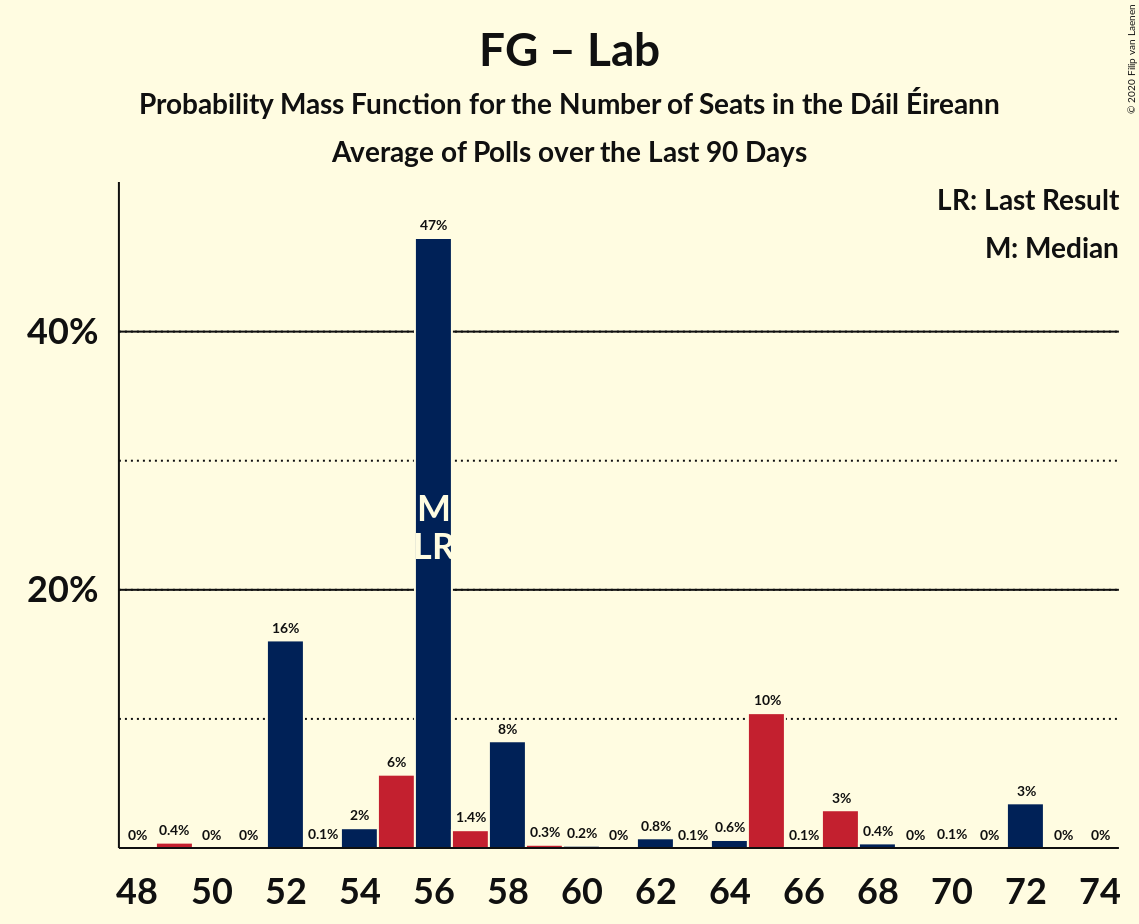 FG – Lab
Probability Mass Function for the Number of Seats in the Dáil Éireann
Average of Polls over the Last 90 Days
© 2020 Filip van Laenen
LR: Last Result
M: Median
40%
20%
0% 0.4% 0% 0% 16% 0.1% 2% 6% 47% 1.4% 8% 0.3% 0.2% 0% 0.8% 0.1% 0.6% 10% 0.1% 3% 0.4% 0% 0.1% 0% 3% 0% 0%
M
LR
48 50 52 54 56 58 60 62 64 66 68 70 72 74